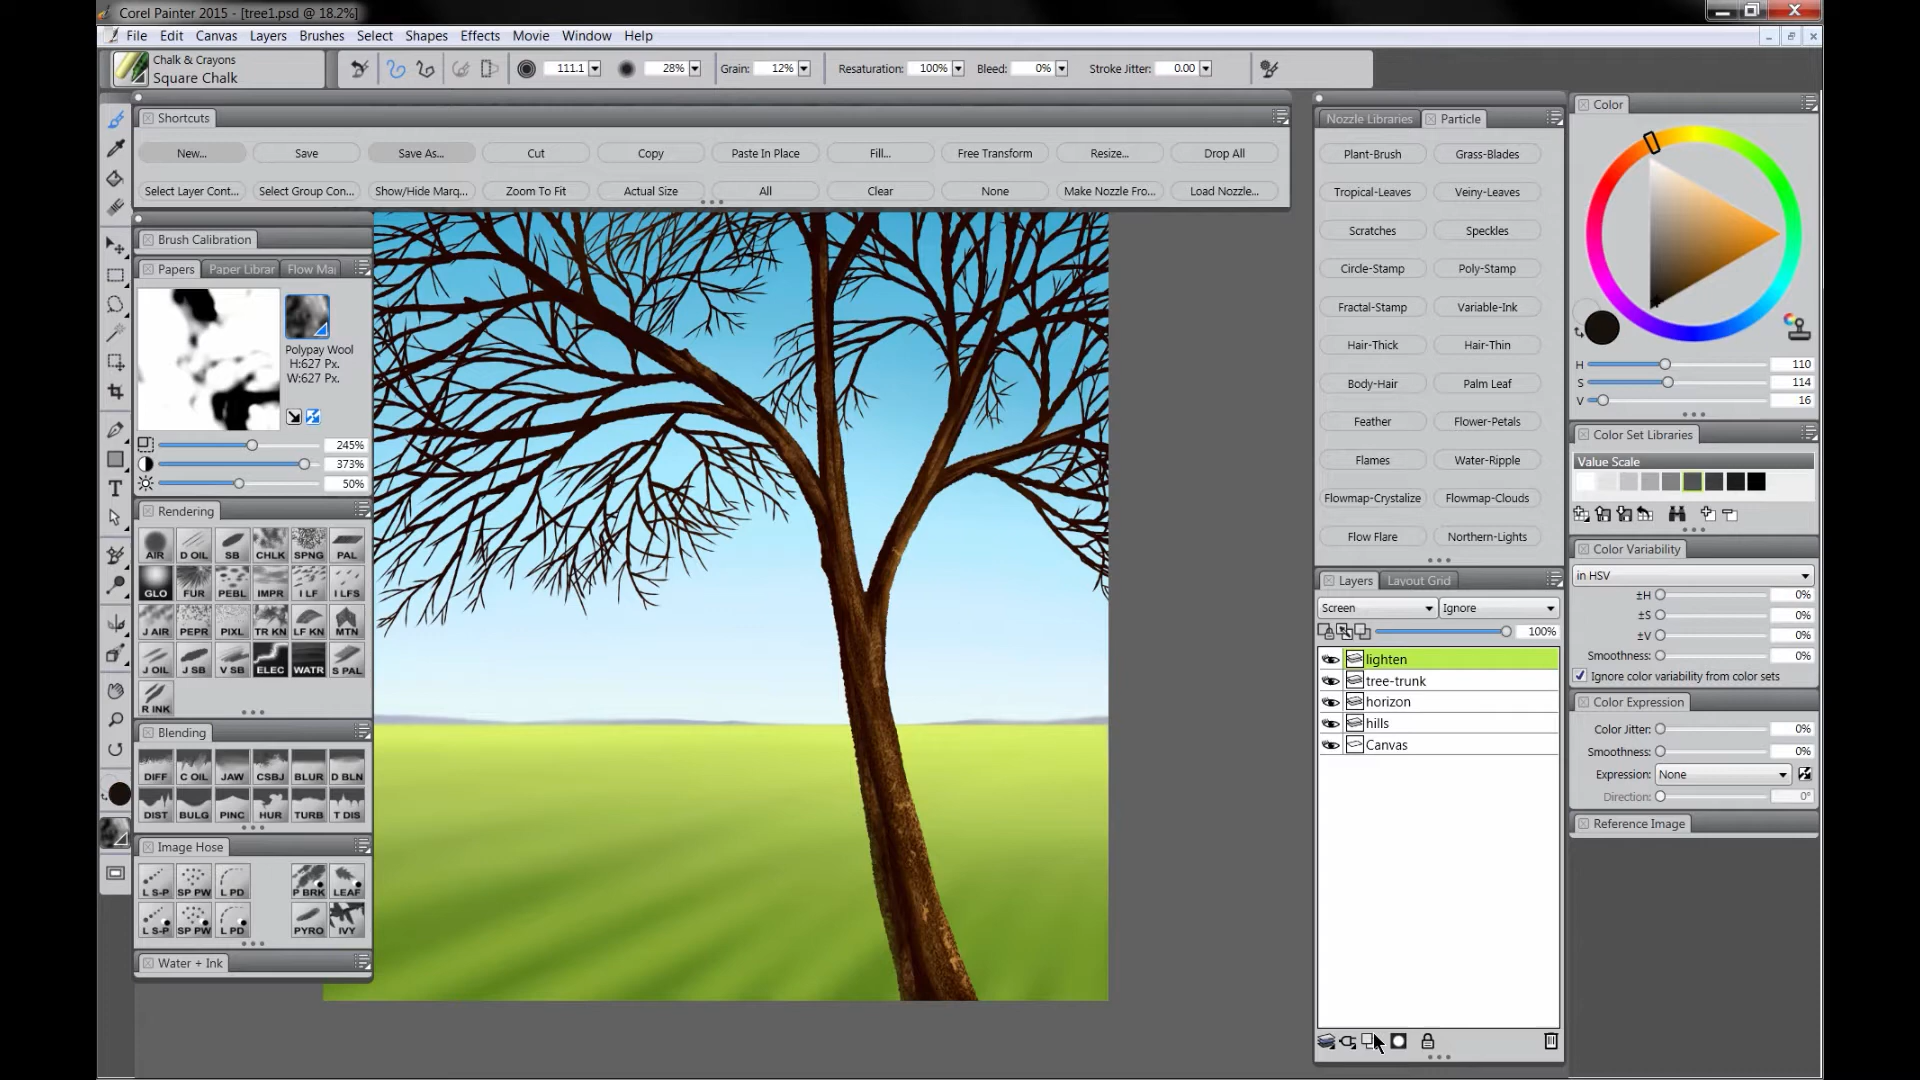 Corel Painter 2015 - [tree1.psd @ 18.2%]
File Edit Canvas Layers Brushes Select Shapes Effects Movie Window Help
Chalk & Crayons
Square Chalk
111.1 28% Grain: 12% Resaturation: 100% Bleed: 0% Stroke Jitter: 0.00
Shortcuts
New... Save Save As... Cut Copy Paste In Place Fill... Free Transform Resize... Drop All
Select Layer Cont... Select Group Con... Show/Hide Marq... Zoom To Fit Actual Size All Clear None Make Nozzle Fro... Load Nozzle...
Brush Calibration
Papers Paper Librar Flow Ma
Polypay Wool
H:627 Px.
W:627 Px.
245%
373%
50%
Rendering
AIR D OIL SB CHLK SPNG PAL
GLO FUR PEBL IMPR I LF I LFS
J AIR PEPR PIXL TR KN LF KN MTN
J OIL J SB V SB ELEC WATR S PAL
R INK
Blending
DIFF C OIL JAW CSBJ BLUR D BLN
DIST BULG PINC HUR TURB T DIS
Image Hose
L S-P SP PW L PD P BRK LEAF
L S-P SP PW L PD PYRO IVY
Water + Ink
Nozzle Libraries Particle
Plant-Brush Grass-Blades
Tropical-Leaves Veiny-Leaves
Scratches Speckles
Circle-Stamp Poly-Stamp
Fractal-Stamp Variable-Ink
Hair-Thick Hair-Thin
Body-Hair Palm Leaf
Feather Flower-Petals
Flames Water-Ripple
Flowmap-Crystalize Flowmap-Clouds
Flow Flare Northern-Lights
Layers Layout Grid
Screen Ignore
100%
lighten
tree-trunk
horizon
hills
Canvas
Color
H 110
S 114
V 16
Color Set Libraries
Value Scale
Color Variability
in HSV
±H 0%
±S 0%
±V 0%
Smoothness: 0%
Ignore color variability from color sets
Color Expression
Color Jitter: 0%
Smoothness: 0%
Expression: None
Direction: 0°
Reference Image
T